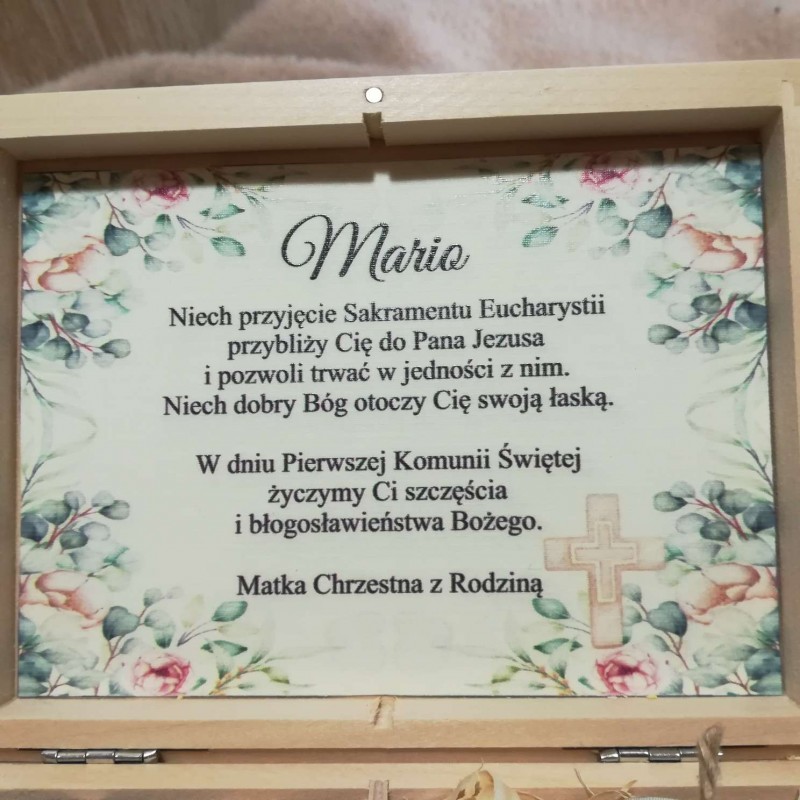 Mario
Niech przyjęcie Sakramentu Eucharystii
przybliży Cię do Pana Jezusa
i pozwoli trwać w jedności z nim.
Niech dobry Bóg otoczy Cię swoją łaską.
W dniu Pierwszej Komunii Świętej
życzymy Ci szczęścia
i błogosławieństwa Bożego.
Matka Chrzestna z Rodziną